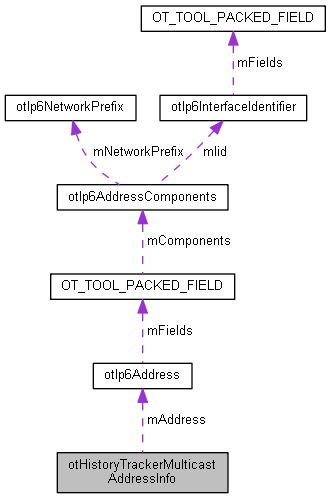 OT_TOOL_PACKED_FIELD
mFields
otIp6NetworkPrefix
otIp6InterfaceIdentifier
mNetworkPrefix
mIid
otIp6AddressComponents
mComponents
OT_TOOL_PACKED_FIELD
mFields
otIp6Address
mAddress
otHistoryTrackerMulticast
AddressInfo